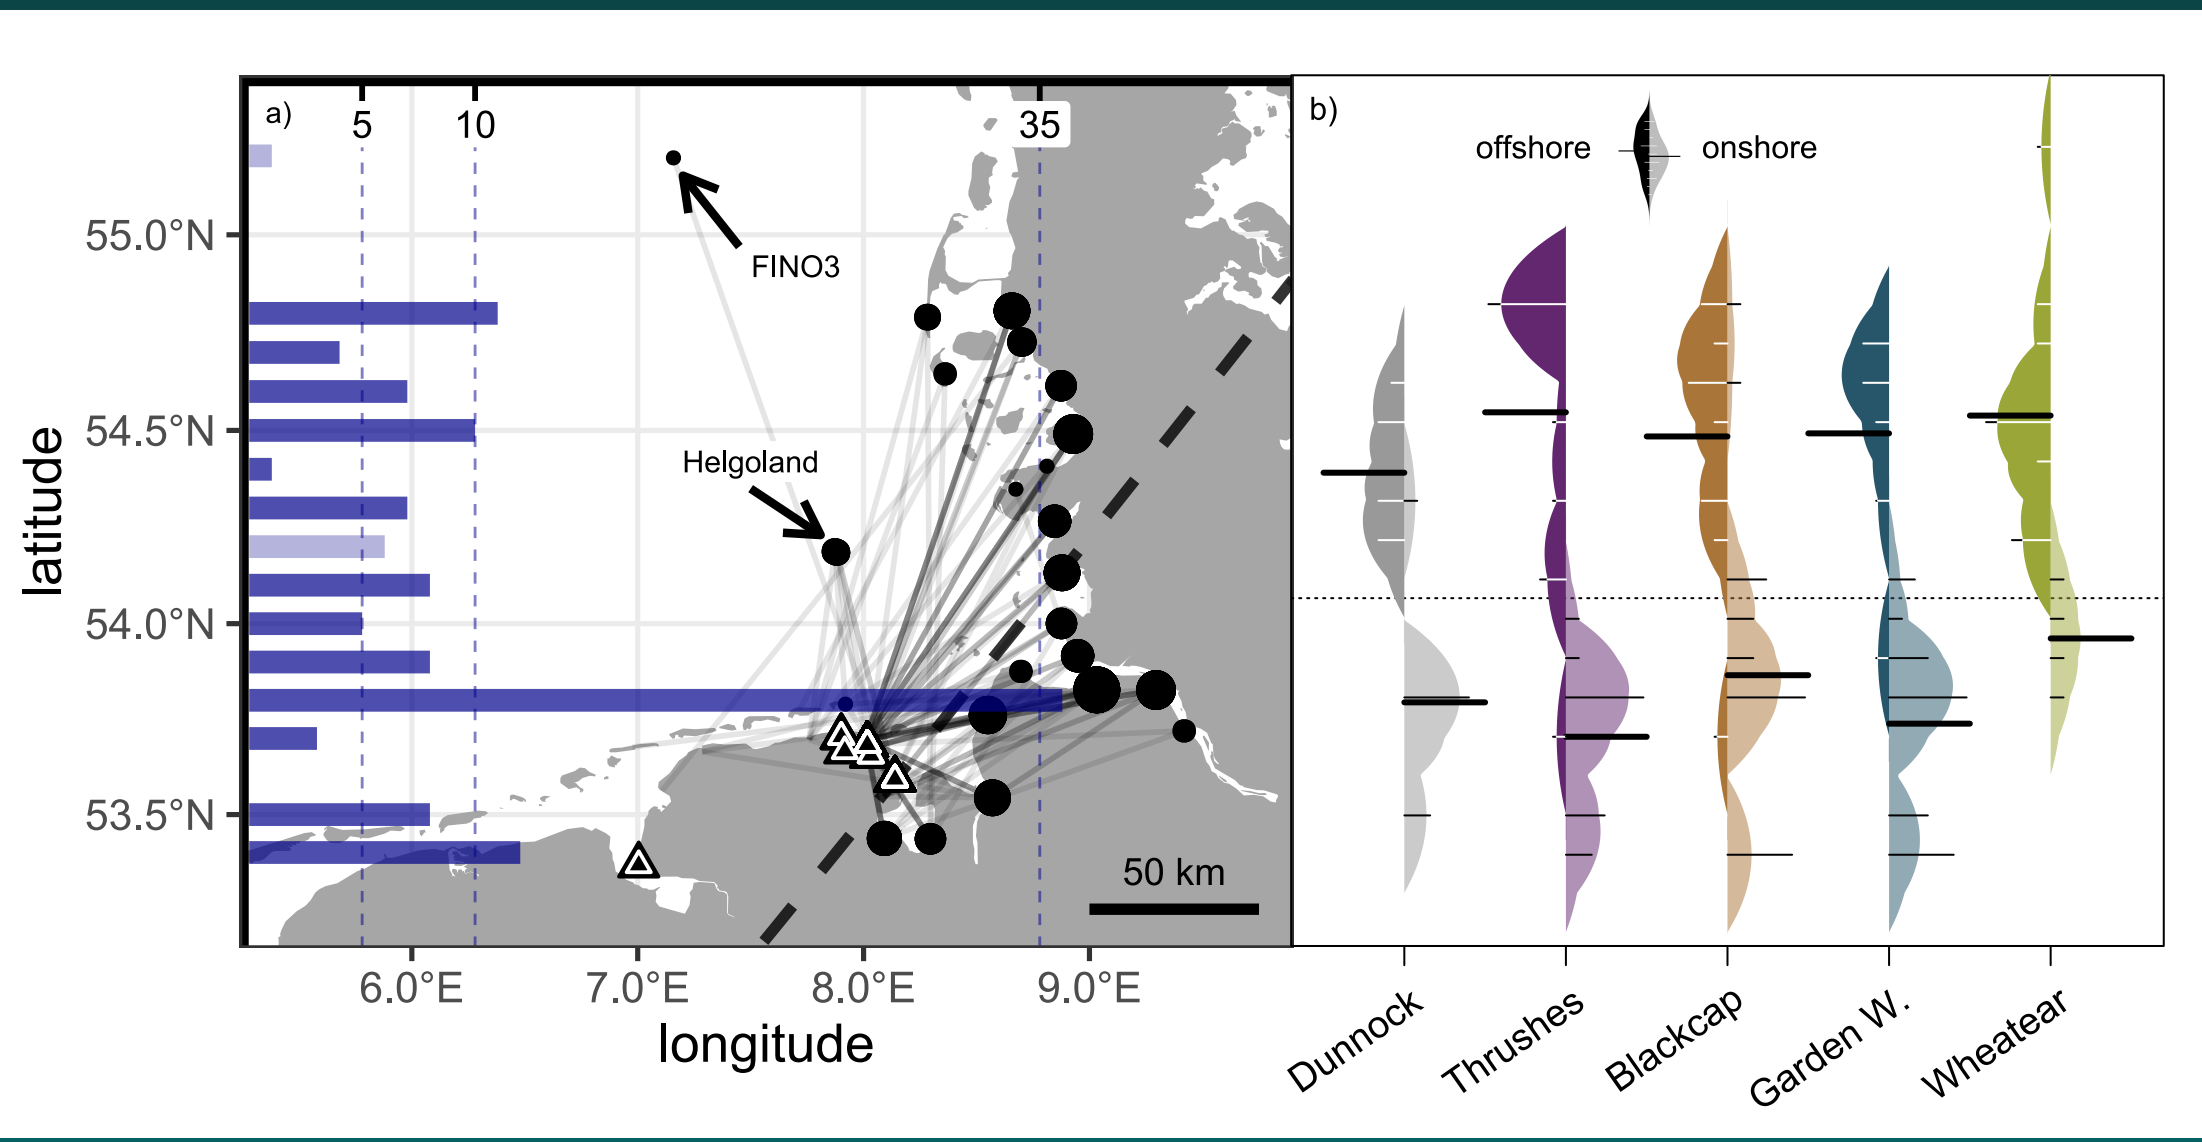 a)
5
10
35
b)
offshore
onshore
55.0°N
FINO3
54.5°N
Helgoland
latitude
54.0°N
53.5°N
50 km
6.0°E
7.0°E
8.0°E
9.0°E
longitude
Dunnock
Thrushes
Blackcap
Garden W.
Wheatear